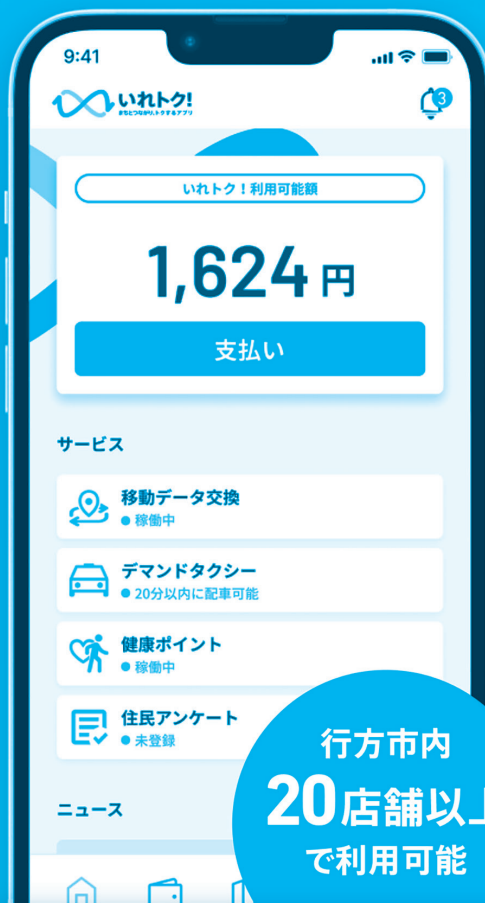 9:41
いれトク!
まちとつながり、トクするアプリ
3
いれトク！利用可能額
1,624円
支払い
サービス
移動データ交換
稼働中
デマンドタクシー
20分以内に配車可能
健康ポイント
稼働中
住民アンケート
未登録
行方市内
20店舗以上
で利用可能
ニュース